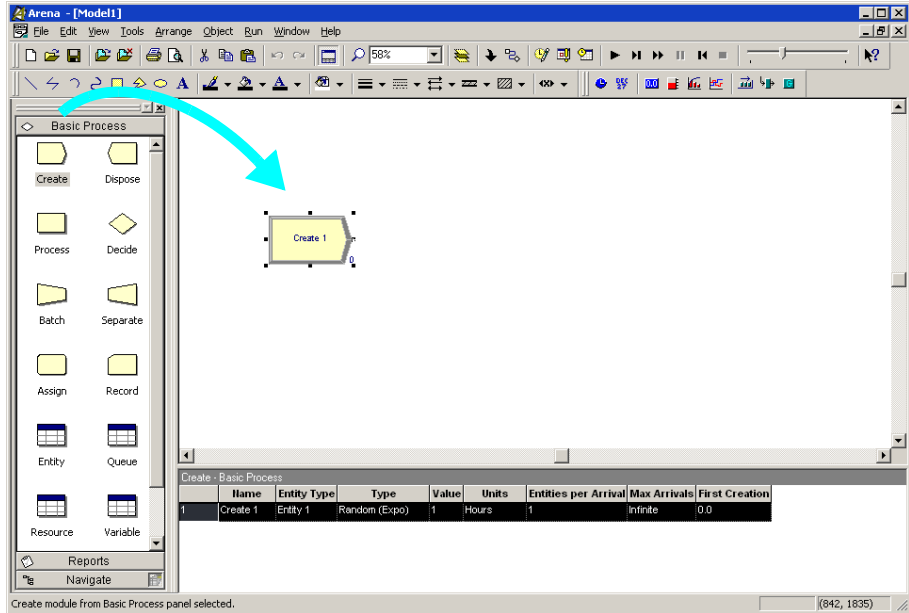 Arena - [Model1]
File Edit View Tools Arrange Object Run Window Help
58%
A
Basic Process
Create Dispose
Process Decide
Batch Separate
Assign Record
Entity Queue
Resource Variable
Reports
Navigate
Create 1
0
Create - Basic Process
Name Entity Type Type Value Units Entities per Arrival Max Arrivals First Creation
1 Create 1 Entity 1 Random (Expo) 1 Hours 1 Infinite 0.0
Create module from Basic Process panel selected.
(842, 1835)